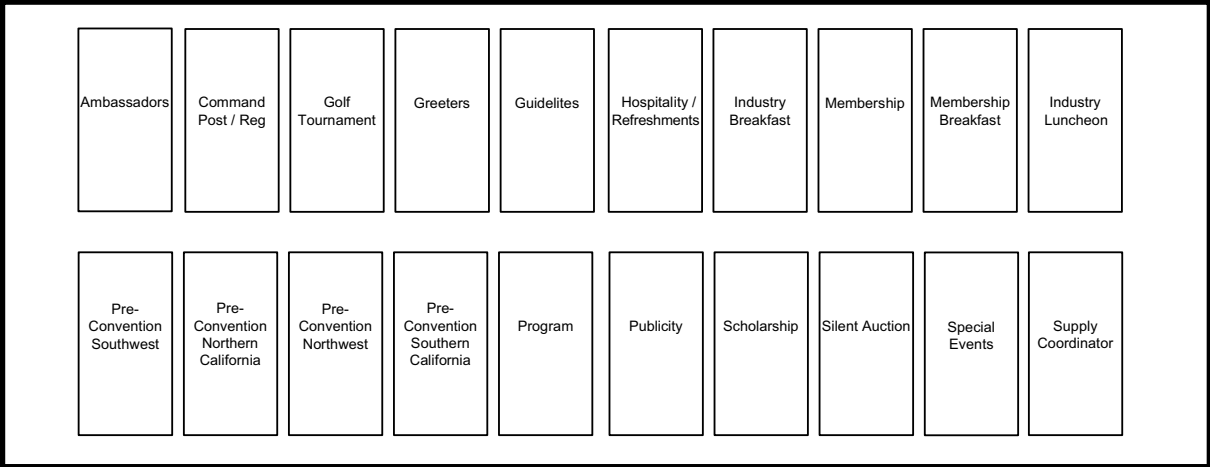 Ambassadors
Command
Post / Reg
Golf
Tournament
Greeters
Guidelites
Hospitality /
Refreshments
Industry
Breakfast
Membership
Membership
Breakfast
Industry
Luncheon
Pre-
Convention
Southwest
Pre-
Convention
Northern
California
Pre-
Convention
Northwest
Pre-
Convention
Southern
California
Program
Publicity
Scholarship
Silent Auction
Special
Events
Supply
Coordinator